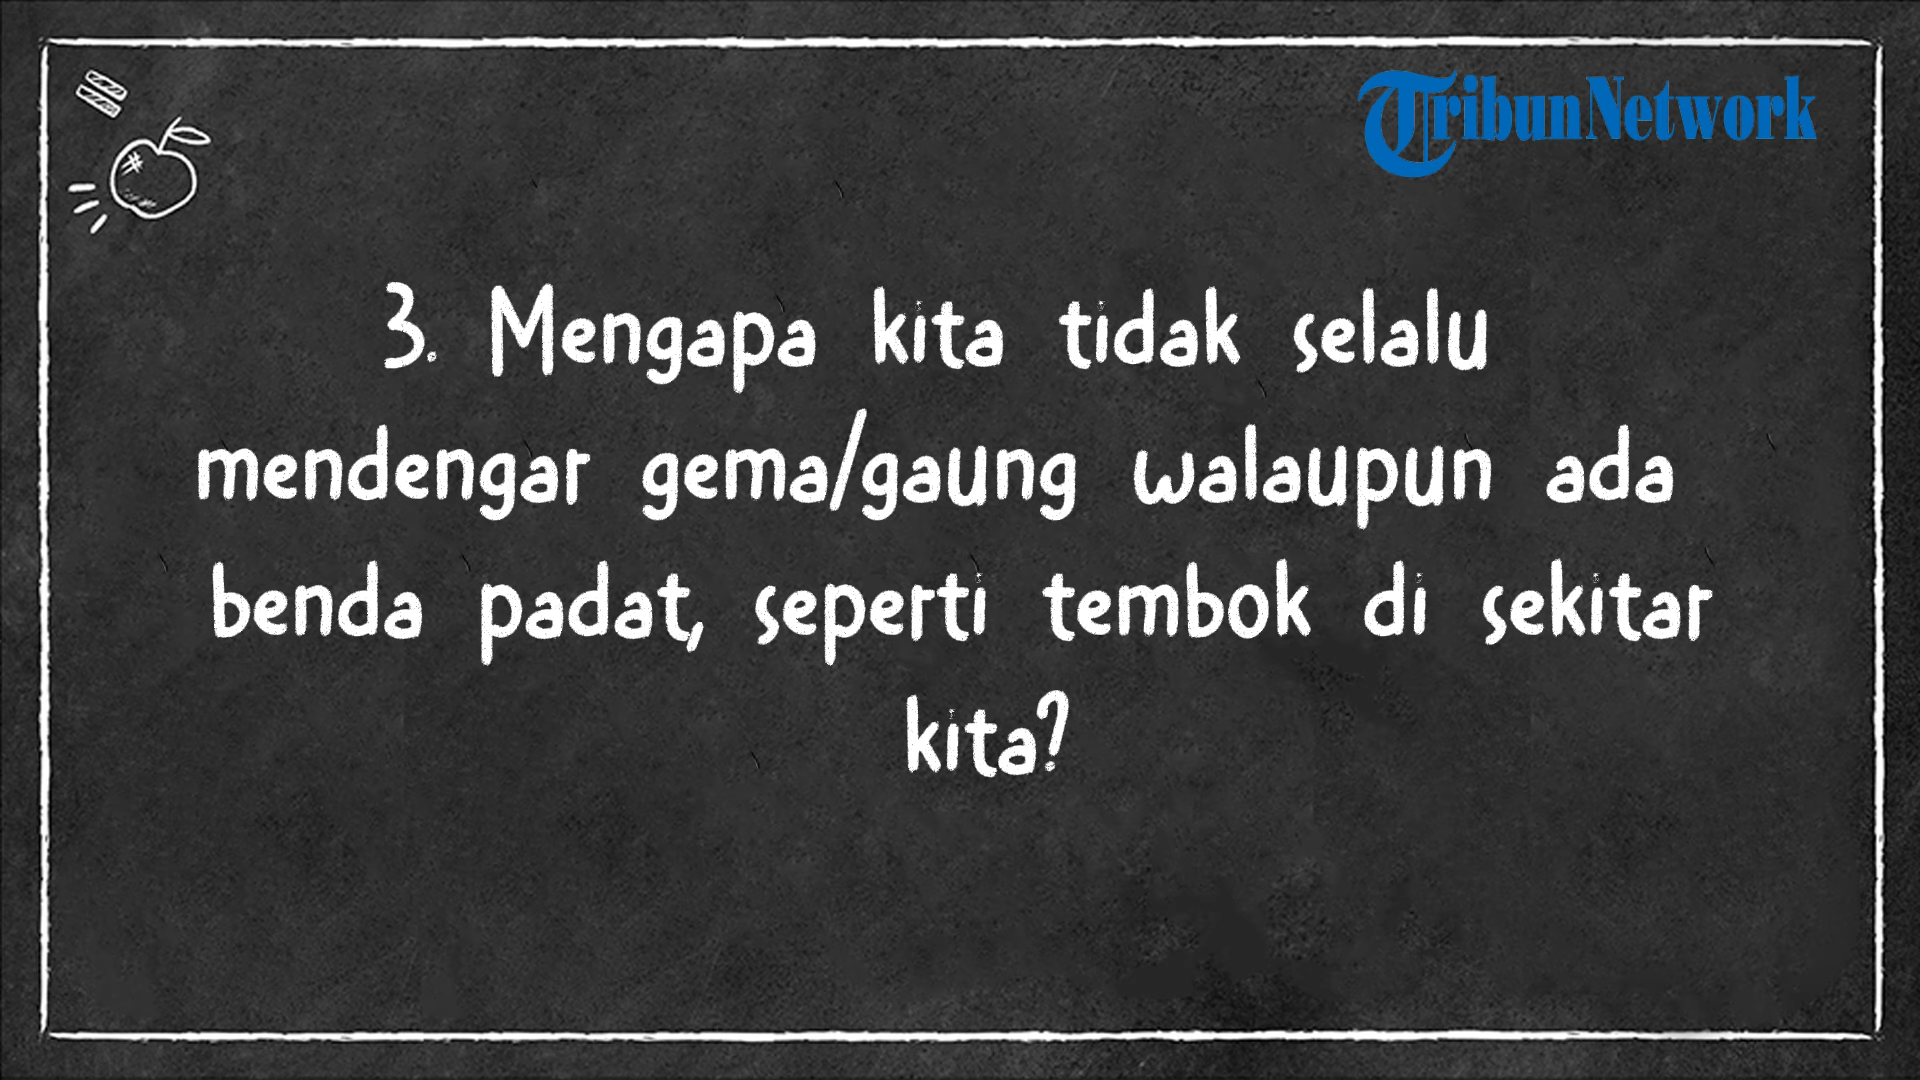 TribunNetwork
3. Mengapa kita tidak selalu
mendengar gema/gaung walaupun ada
benda padat, seperti tembok di sekitar
kita?